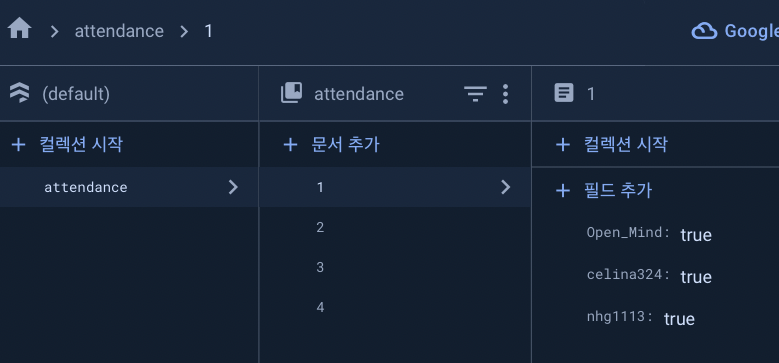 attendance 1 Google
(default) attendance 1
+ 컬렉션 시작 + 문서 추가 + 컬렉션 시작
attendance 1 + 필드 추가
2 Open_Mind: true
3 celina324: true
4 nhg1113: true